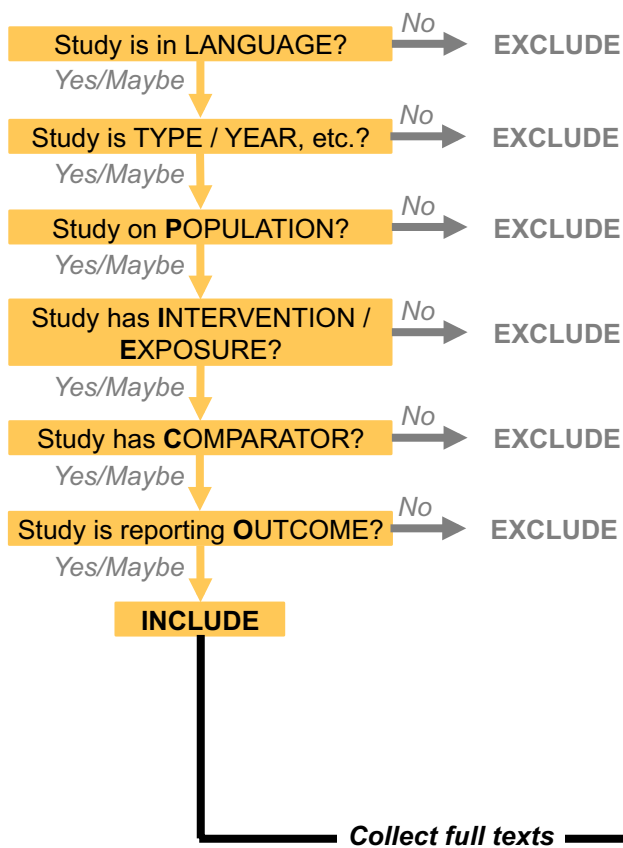 Study is in LANGUAGE?
No
EXCLUDE
Yes/Maybe
Study is TYPE / YEAR, etc.?
No
EXCLUDE
Yes/Maybe
Study on POPULATION?
No
EXCLUDE
Yes/Maybe
Study has INTERVENTION /
EXPOSURE?
No
EXCLUDE
Yes/Maybe
Study has COMPARATOR?
No
EXCLUDE
Yes/Maybe
Study is reporting OUTCOME?
No
EXCLUDE
Yes/Maybe
INCLUDE
Collect full texts